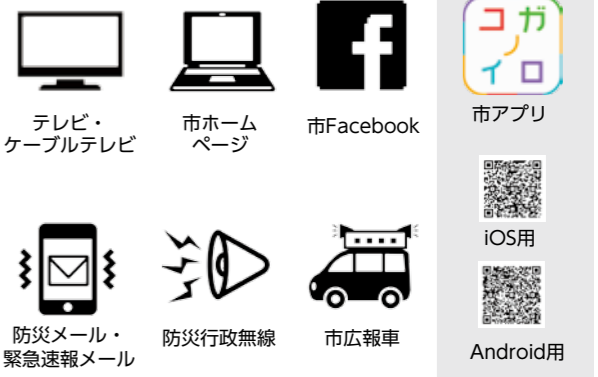 テレビ・
ケーブルテレビ
市ホーム
ページ
市Facebook
コガ
ノ
イロ
市アプリ
iOS用
Android用
防災メール・
緊急速報メール
防災行政無線
市広報車